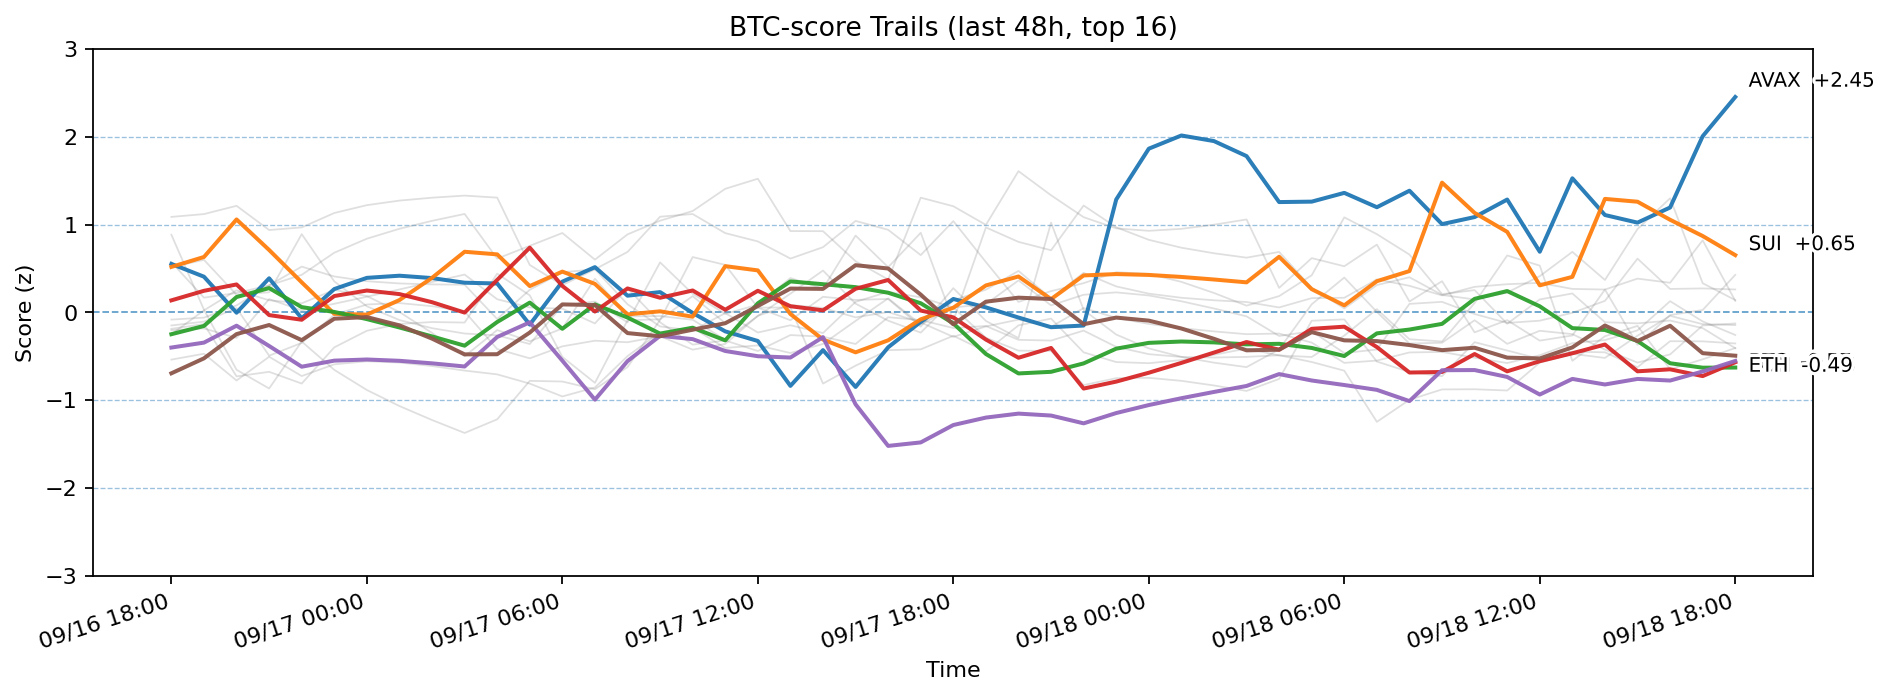 BTC-score Trails (last 48h, top 16)
Score (z)
3
2
1
0
−1
−2
−3
AVAX +2.45
SUI +0.65
ETH -0.49
09/16 18:00
09/17 00:00
09/17 06:00
09/17 12:00
09/17 18:00
09/18 00:00
09/18 06:00
09/18 12:00
09/18 18:00
Time